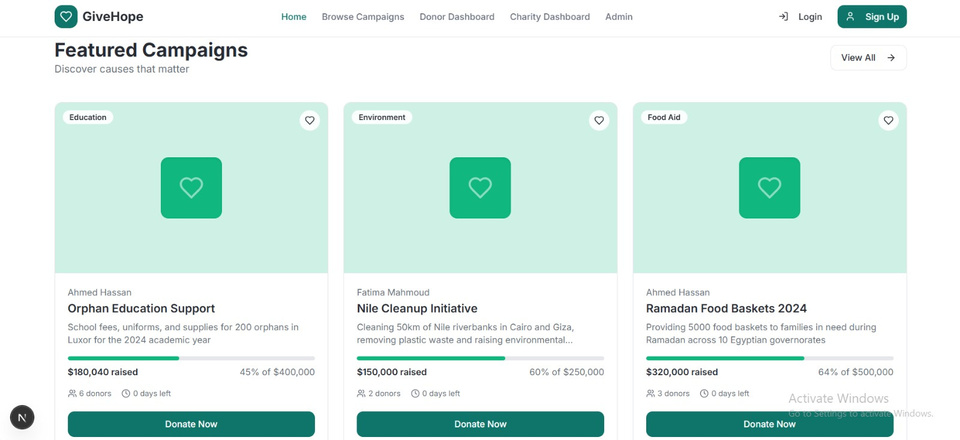 GiveHope
Home Browse Campaigns Donor Dashboard Charity Dashboard Admin
Login Sign Up
Featured Campaigns
Discover causes that matter
View All
Education
Environment
Food Aid
Ahmed Hassan
Orphan Education Support
School fees, uniforms, and supplies for 200 orphans in
Luxor for the 2024 academic year
$180,040 raised 45% of $400,000
6 donors 0 days left
Donate Now
Fatima Mahmoud
Nile Cleanup Initiative
Cleaning 50km of Nile riverbanks in Cairo and Giza,
removing plastic waste and raising environmental...
$150,000 raised 60% of $250,000
2 donors 0 days left
Donate Now
Ahmed Hassan
Ramadan Food Baskets 2024
Providing 5000 food baskets to families in need during
Ramadan across 10 Egyptian governorates
$320,000 raised 64% of $500,000
3 donors 0 days left
Donate Now
Activate Windows
Go to Settings to activate Windows.
N